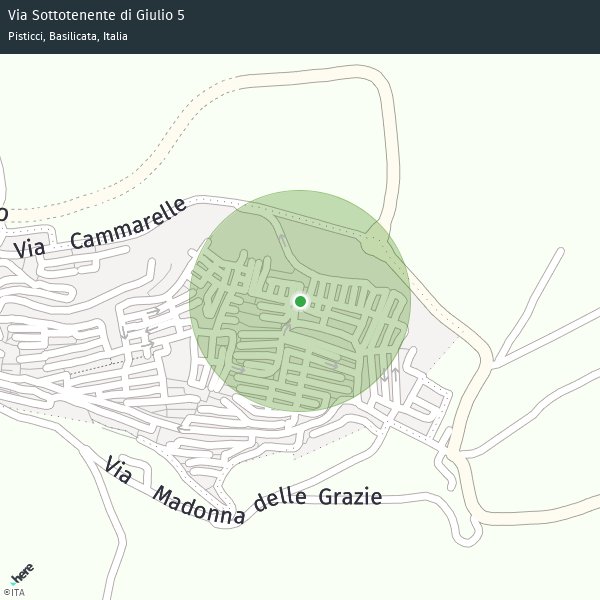 Via Sottotenente di Giulio 5
Pisticci, Basilicata, Italia
o
Via Cammarelle
Via Madonna delle Grazie
here
©ITA